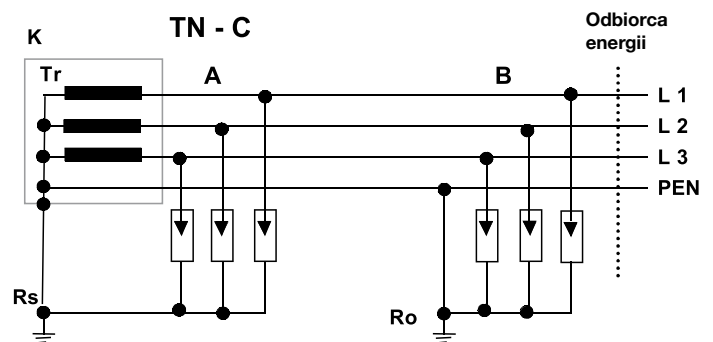 TN - C
Odbiorca
energii
K
Tr
A
B
L 1
L 2
L 3
PEN
Rs
Ro